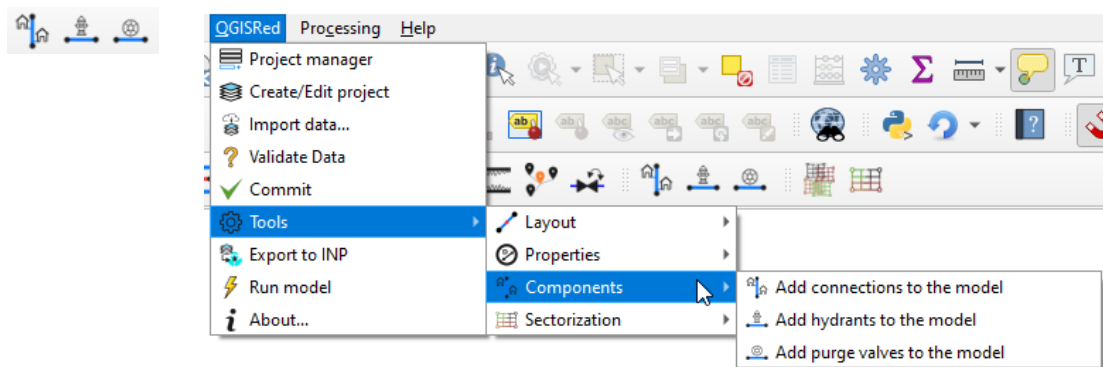 QGISRed Processing Help
Project manager
Create/Edit project
Import data...
Validate Data
Commit
Tools
Export to INP
Run model
About...
Layout
Properties
Components
Sectorization
Add connections to the model
Add hydrants to the model
Add purge valves to the model